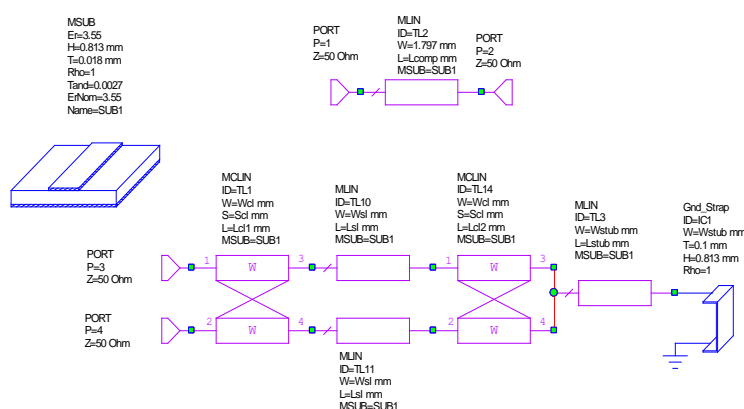 MSUB
Er=3.55
H=0.813 mm
T=0.018 mm
Rho=1
Tand=0.0027
ErNom=3.55
Name=SUB1
PORT
P=1
Z=50 Ohm
MLIN
ID=TL2
W=1.797 mm
L=Lcomp mm
MSUB=SUB1
PORT
P=2
Z=50 Ohm
MCLIN
ID=TL1
W=Wcl mm
S=Scl mm
L=Lcl1 mm
MSUB=SUB1
MLIN
ID=TL10
W=Wsl mm
L=Lsl mm
MSUB=SUB1
MCLIN
ID=TL14
W=Wcl mm
S=Scl mm
L=Lcl2 mm
MSUB=SUB1
MLIN
ID=TL3
W=Wstub mm
L=Lstub mm
MSUB=SUB1
Gnd_Strap
ID=IC1
W=Wstub mm
T=0.1 mm
H=0.813 mm
Rho=1
PORT
P=3
Z=50 Ohm
1 W 3
1 W 3
PORT
P=4
Z=50 Ohm
2 W 4
2 W 4
MLIN
ID=TL11
W=Wsl mm
L=Lsl mm
MSUB=SUB1